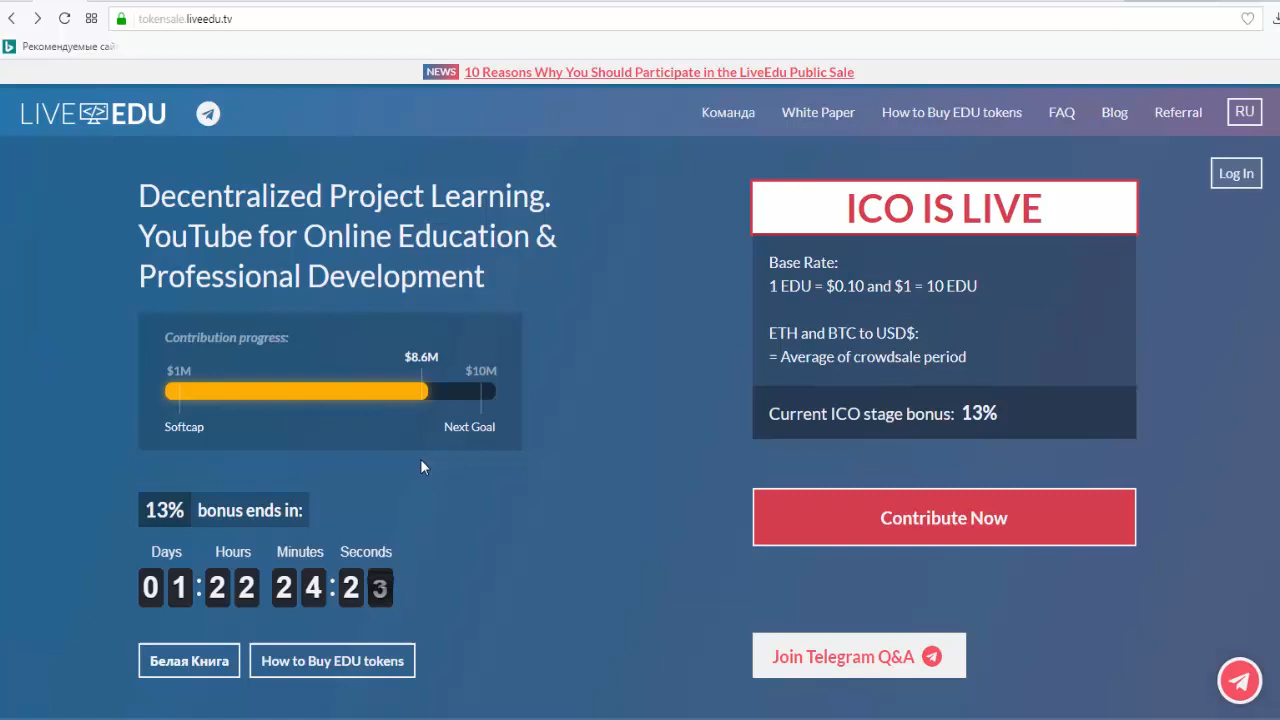 tokensale.liveedu.tv
Рекомендуемые сай
NEWS 10 Reasons Why You Should Participate in the LiveEdu Public Sale
LIVE </> EDU
Команда White Paper How to Buy EDU tokens FAQ Blog Referral RU
Log In
Decentralized Project Learning.
YouTube for Online Education &
Professional Development
Contribution progress:
$8.6M
$1M $10M
Softcap Next Goal
13% bonus ends in:
Days Hours Minutes Seconds
01:22 24:23
Белая Книга How to Buy EDU tokens
ICO IS LIVE
Base Rate:
1 EDU = $0.10 and $1 = 10 EDU
ETH and BTC to USD$:
= Average of crowdsale period
Current ICO stage bonus: 13%
Contribute Now
Join Telegram Q&A